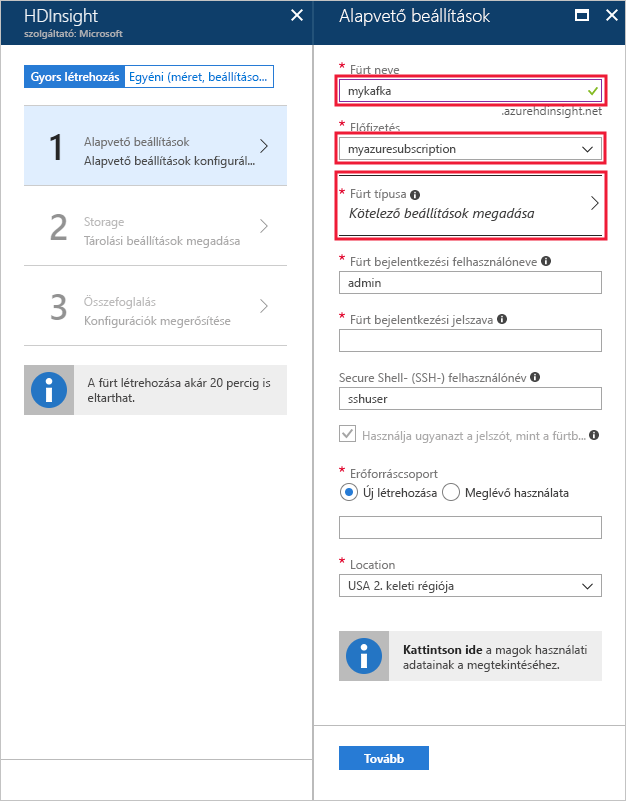 HDInsight
szolgáltató: Microsoft
Gyors létrehozás
Egyéni (méret, beállításo...
1
Alapvető beállítások
Alapvető beállítások konfigurál...
2
Storage
Tárolási beállítások megadása
3
Összefoglalás
Konfigurációk megerősítése
A fürt létrehozása akár 20 percig is
eltarthat.
Alapvető beállítások
* Fürt neve
mykafka
.azurehdinsight.net
* Előfizetés
myazuresubscription
* Fürt típusa
Kötelező beállítások megadása
* Fürt bejelentkezési felhasználóneve
admin
* Fürt bejelentkezési jelszava
Secure Shell- (SSH-) felhasználónév
sshuser
Használja ugyanazt a jelszót, mint a fürtb...
* Erőforráscsoport
Új létrehozása Meglévő használata
* Location
USA 2. keleti régiója
Kattintson ide a magok használati
adatainak a megtekintéséhez.
Tovább